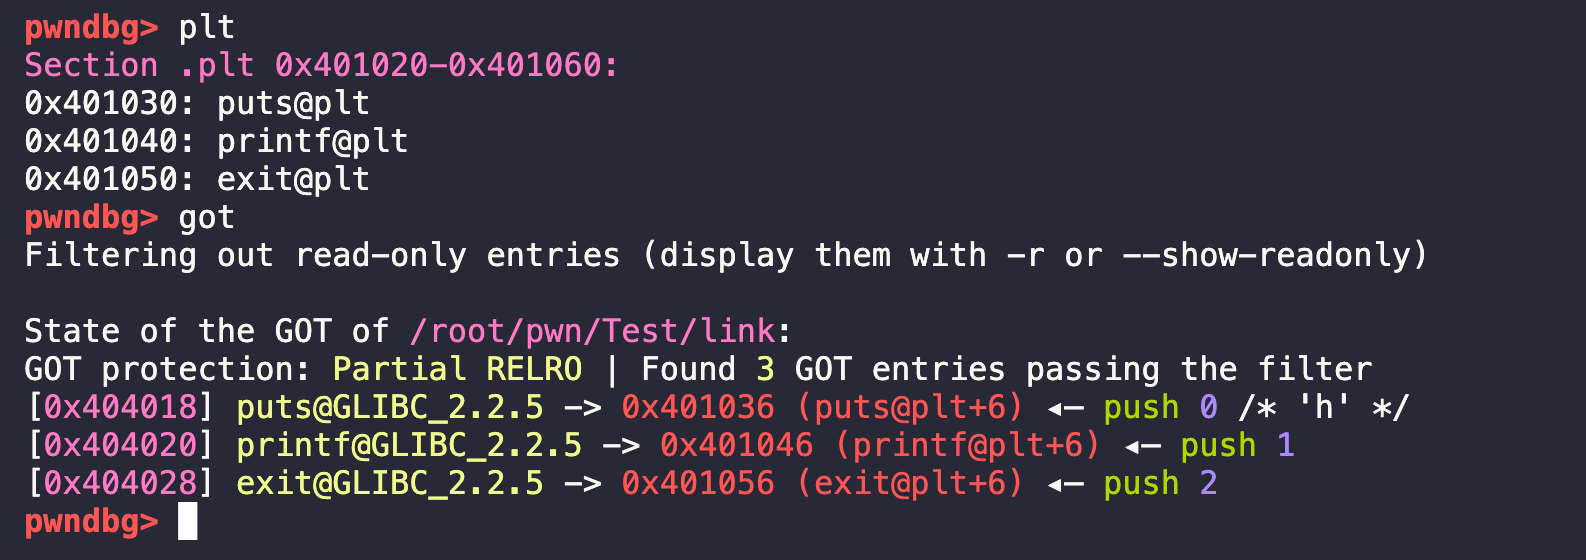 pwndbg> plt
Section .plt 0x401020-0x401060:
0x401030: puts@plt
0x401040: printf@plt
0x401050: exit@plt
pwndbg> got
Filtering out read-only entries (display them with -r or --show-readonly)
State of the GOT of /root/pwn/Test/link:
GOT protection: Partial RELRO | Found 3 GOT entries passing the filter
[0x404018] puts@GLIBC_2.2.5 -> 0x401036 (puts@plt+6) ◂— push 0 /* 'h' */
[0x404020] printf@GLIBC_2.2.5 -> 0x401046 (printf@plt+6) ◂— push 1
[0x404028] exit@GLIBC_2.2.5 -> 0x401056 (exit@plt+6) ◂— push 2
pwndbg>